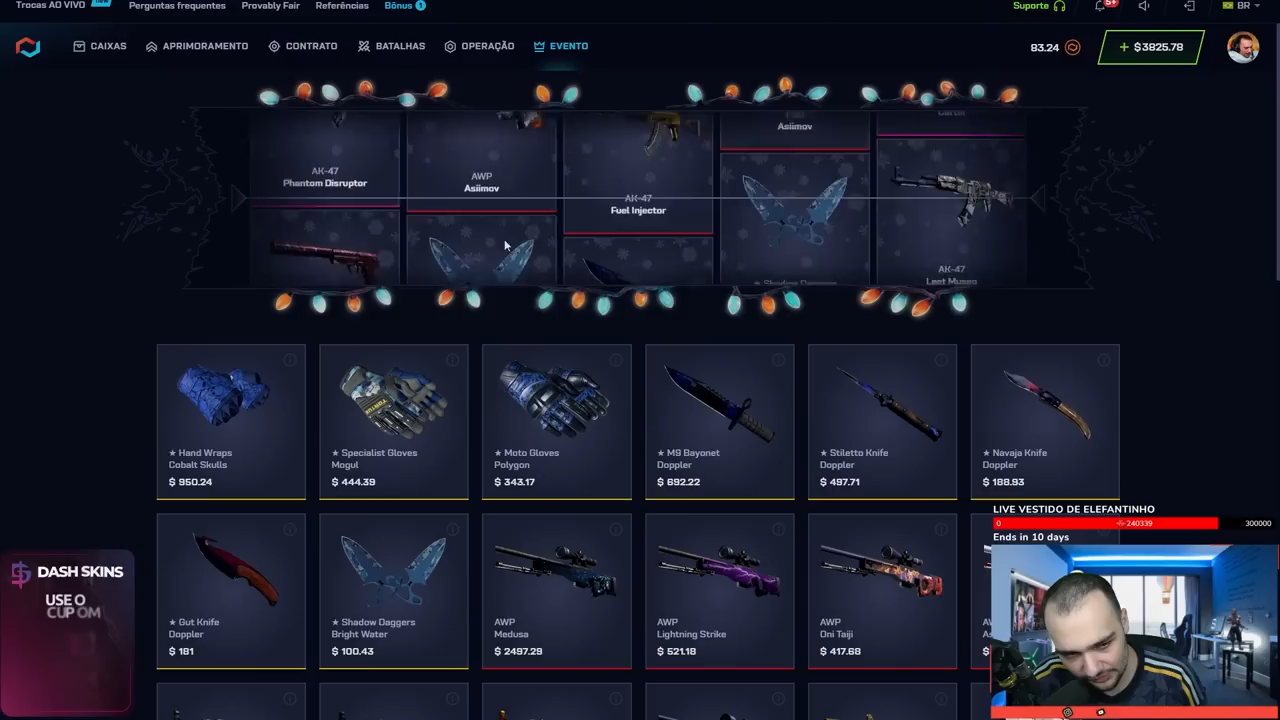 Trocas AO VIVO
Perguntas frequentes
Provably Fair
Referências
Bônus 1
Suporte
5+
BR
CAIXAS
APRIMORAMENTO
CONTRATO
BATALHAS
OPERAÇÃO
EVENTO
83.24
+ $3825.78
AK-47
Phantom Disruptor
AWP
Asiimov
AK-47
Fuel Injector
Asiimov
AK-47
★ Hand Wraps
Cobalt Skulls
$ 950.24
★ Specialist Gloves
Mogul
$ 444.39
★ Moto Gloves
Polygon
$ 343.17
★ M9 Bayonet
Doppler
$ 692.22
★ Stiletto Knife
Doppler
$ 497.71
★ Navaja Knife
Doppler
$ 188.93
LIVE VESTIDO DE ELEFANTINHO
0
240339
300000
Ends in 10 days
★ Gut Knife
Doppler
$ 181
★ Shadow Daggers
Bright Water
$ 100.43
AWP
Medusa
$ 2497.29
AWP
Lightning Strike
$ 521.18
AWP
Oni Taiji
$ 417.68
DASH SKINS
USE O
CUPOM